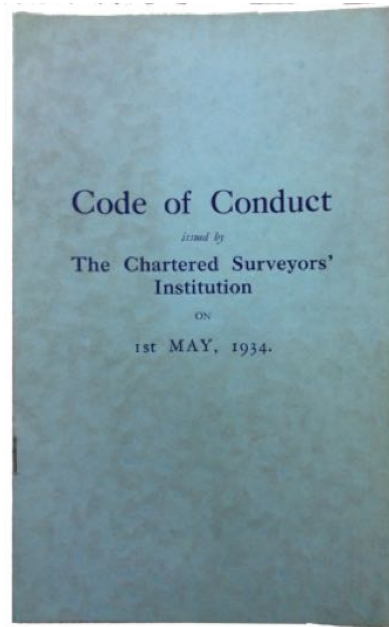 Code of Conduct
issued by
The Chartered Surveyors'
Institution
ON
1st MAY, 1934.